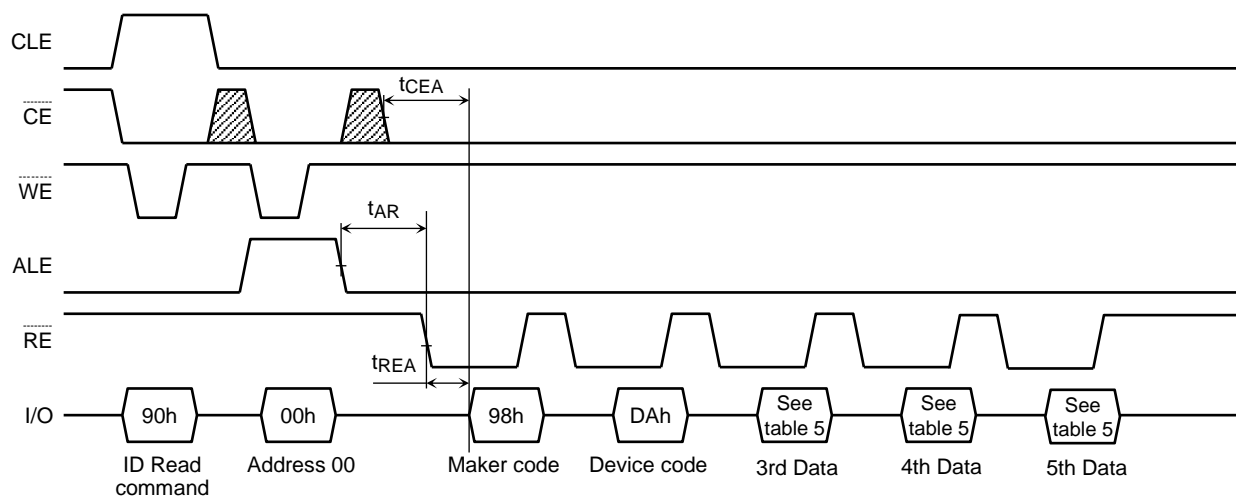 CLE
tCEA
CE
WE
tAR
ALE
RE
tREA
I/O
90h
00h
98h
DAh
See
table 5
See
table 5
See
table 5
ID Read
command
Address 00
Maker code
Device code
3rd Data
4th Data
5th Data